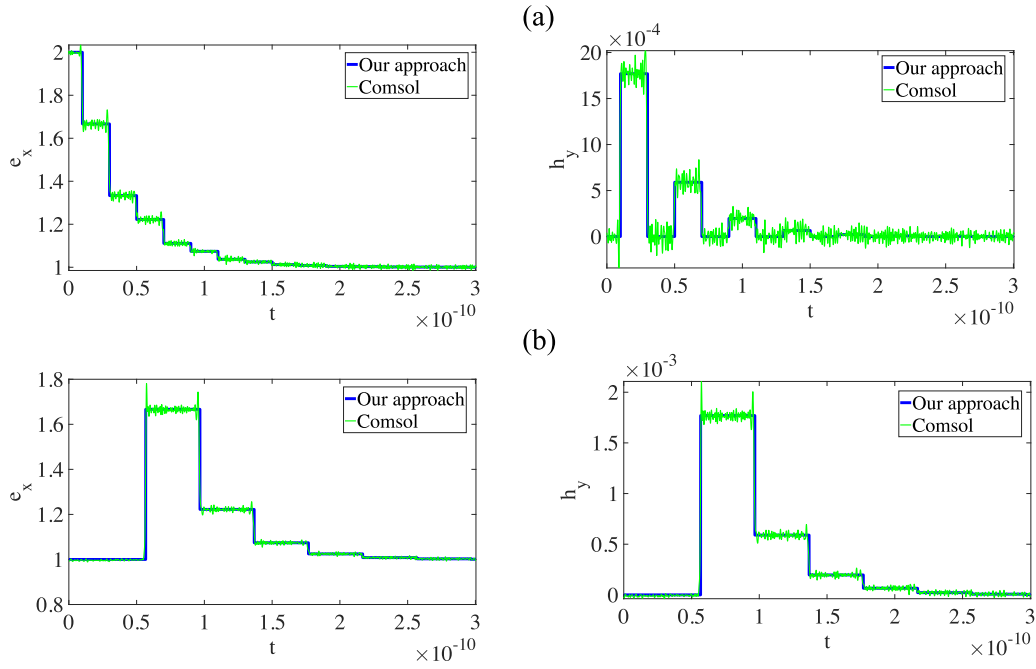 (a)
2
1.8
1.6
1.4
1.2
1
e_x
0 0.5 1 1.5 2 2.5 3
t
×10^-10
Our approach
Comsol
×10^-4
20
15
10
5
0
h_y
0 0.5 1 1.5 2 2.5 3
t
×10^-10
Our approach
Comsol
(b)
1.8
1.6
1.4
1.2
1
0.8
e_x
0 0.5 1 1.5 2 2.5 3
t
×10^-10
Our approach
Comsol
×10^-3
2
1.5
1
0.5
0
h_y
0 0.5 1 1.5 2 2.5 3
t
×10^-10
Our approach
Comsol